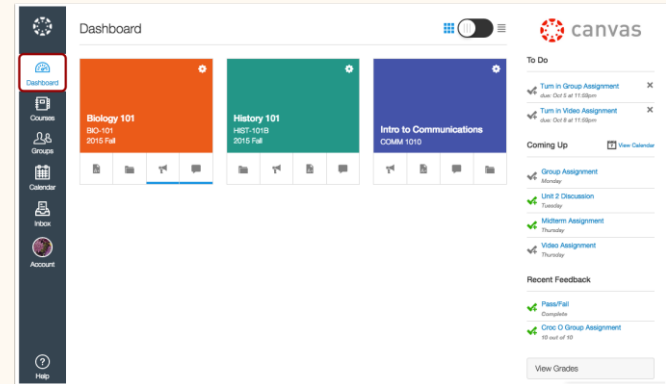 Dashboard
Courses
Groups
Calendar
Inbox
Account
Help
Dashboard
Biology 101
BIO-101
2015 Fall
History 101
HIST-101B
2015 Fall
Intro to Communications
COMM 1010
canvas
To Do
Turn in Group Assignment
due: Oct 5 at 11:59pm
Turn in Video Assignment
due: Oct 8 at 11:59pm
Coming Up
View Calendar
Group Assignment
Monday
Unit 2 Discussion
Tuesday
Midterm Assignment
Thursday
Video Assignment
Thursday
Recent Feedback
Pass/Fail
Complete
Croc O Group Assignment
10 out of 10
View Grades